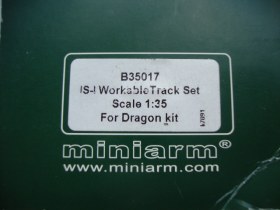 B35017
IS-I WorkableTrack Set
Scale 1:35
For Dragon kit
miniarm®
www.miniarm.com